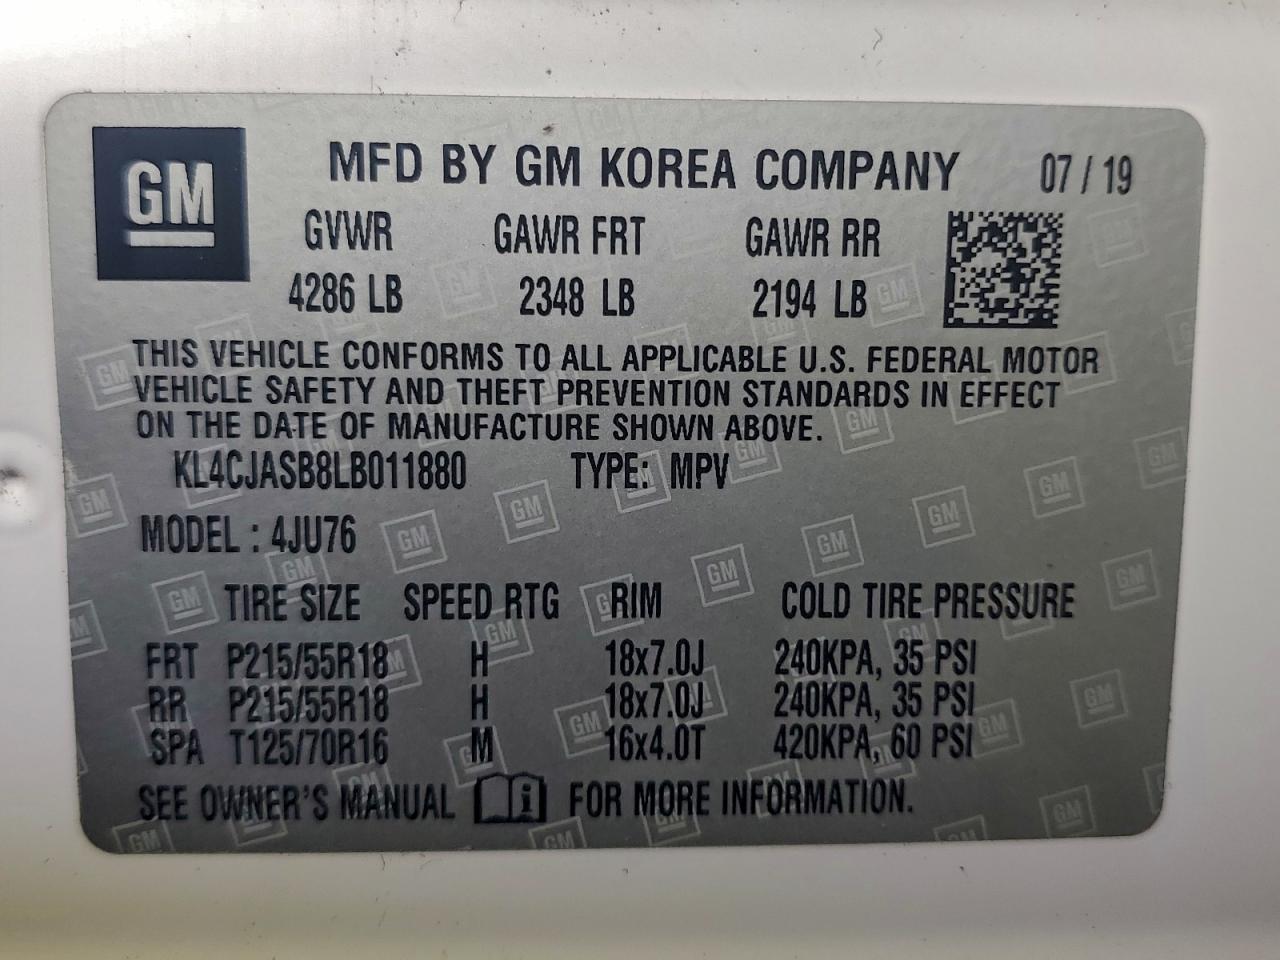 GM
MFD BY GM KOREA COMPANY 07 / 19
GVWR GAWR FRT GAWR RR
4286 LB 2348 LB 2194 LB
THIS VEHICLE CONFORMS TO ALL APPLICABLE U.S. FEDERAL MOTOR
VEHICLE SAFETY AND THEFT PREVENTION STANDARDS IN EFFECT
ON THE DATE OF MANUFACTURE SHOWN ABOVE.
KL4CJASB8LB011880 TYPE: MPV
MODEL : 4JU76
TIRE SIZE SPEED RTG RIM COLD TIRE PRESSURE
FRT P215/55R18 H 18x7.0J 240KPA, 35 PSI
RR P215/55R18 H 18x7.0J 240KPA, 35 PSI
SPA T125/70R16 M 16x4.0T 420KPA, 60 PSI
SEE OWNER'S MANUAL i FOR MORE INFORMATION.